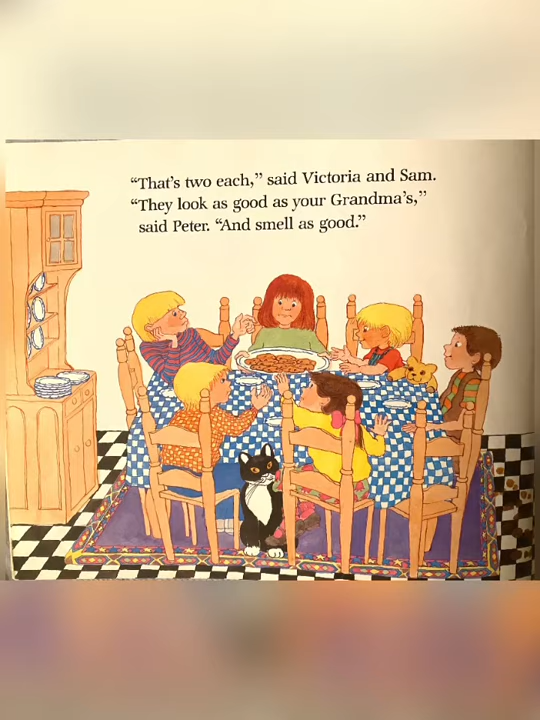 “That’s two each,” said Victoria and Sam.
“They look as good as your Grandma’s,”
said Peter. “And smell as good.”